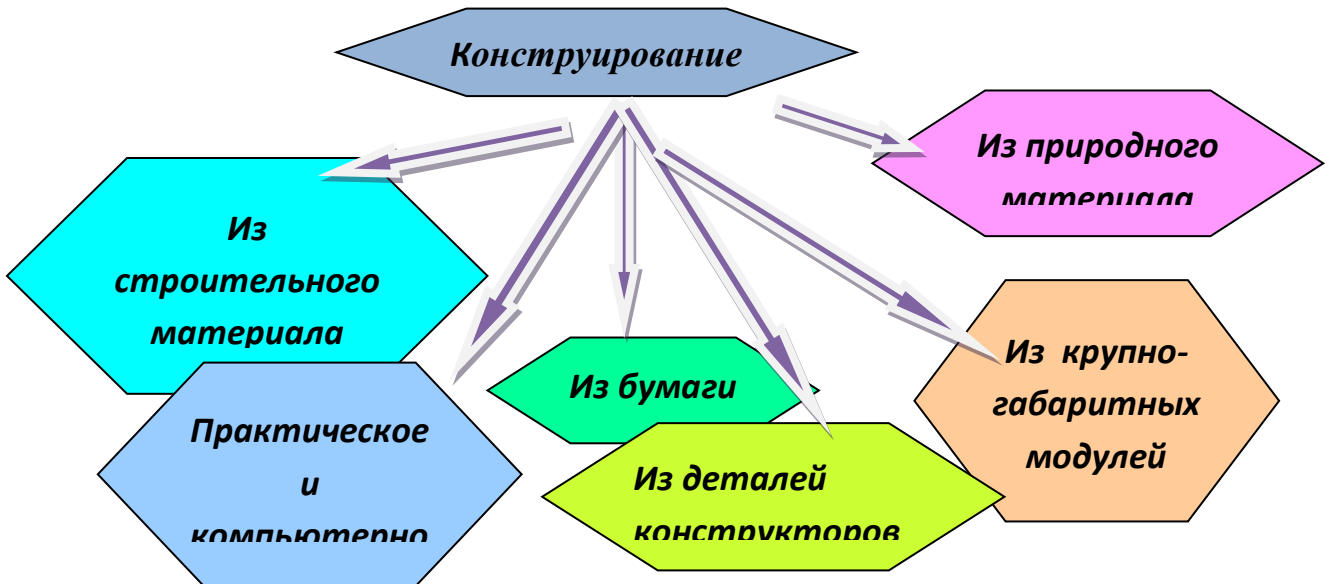 Конструирование
Из природного
материала
Из
строительного
материала
Из крупно-
габаритных
модулей
Из бумаги
Практическое
и
компьютерно
Из деталей
конструкторов